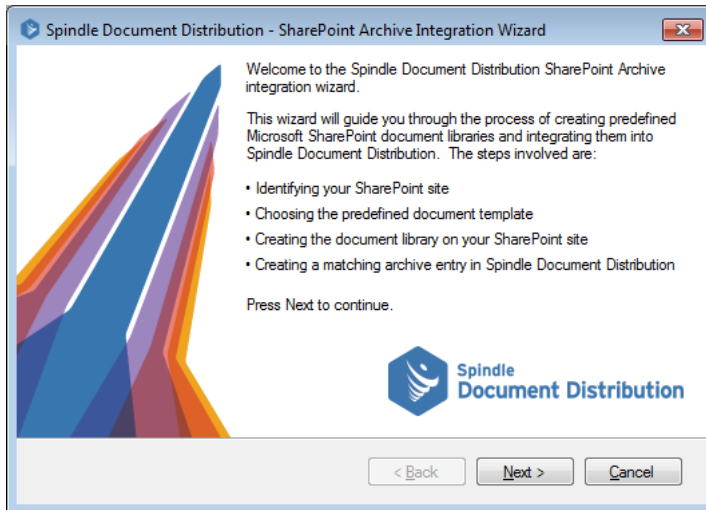 Spindle Document Distribution - SharePoint Archive Integration Wizard
Welcome to the Spindle Document Distribution SharePoint Archive
integration wizard.
This wizard will guide you through the process of creating predefined
Microsoft SharePoint document libraries and integrating them into
Spindle Document Distribution.  The steps involved are:
• Identifying your SharePoint site
• Choosing the predefined document template
• Creating the document library on your SharePoint site
• Creating a matching archive entry in Spindle Document Distribution
Press Next to continue.
Spindle
Document Distribution
< Back
Next >
Cancel